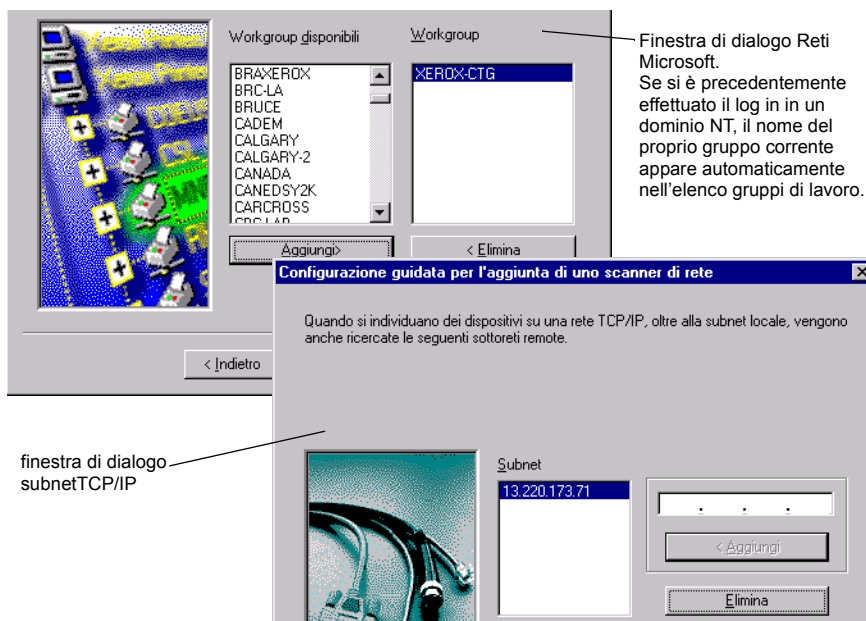 Workgroup disponibili
Workgroup
BRAXEROX
BRC-LA
BRUCE
CADEM
CALGARY
CALGARY-2
CANADA
CANEDSY2K
CARCROSS
XEROX-CTG
Aggiungi>
< Elimina
Finestra di dialogo Reti
Microsoft.
Se si è precedentemente
effettuato il log in in un
dominio NT, il nome del
proprio gruppo corrente
appare automaticamente
nell'elenco gruppi di lavoro.
< Indietro
Configurazione guidata per l'aggiunta di uno scanner di rete
Quando si individuano dei dispositivi su una rete TCP/IP, oltre alla subnet locale, vengono
anche ricercate le seguenti sottoreti remote.
finestra di dialogo
subnetTCP/IP
Subnet
13.220.173.71
. . .
< Aggiungi
Elimina